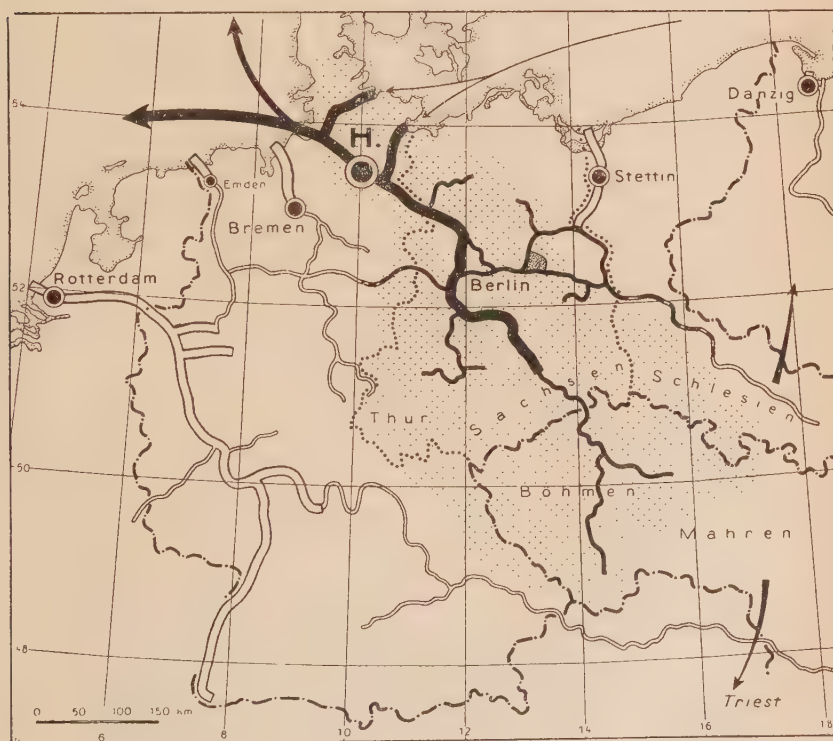 54
Danzig
H.
Emden
Stettin
Bremen
Rotterdam
52
Berlin
Sachsen
Schlesien
Thur
50
Böhmen
Mahren
48
0 50 100 150 km
Triest
6
8
10
12
14
16
18